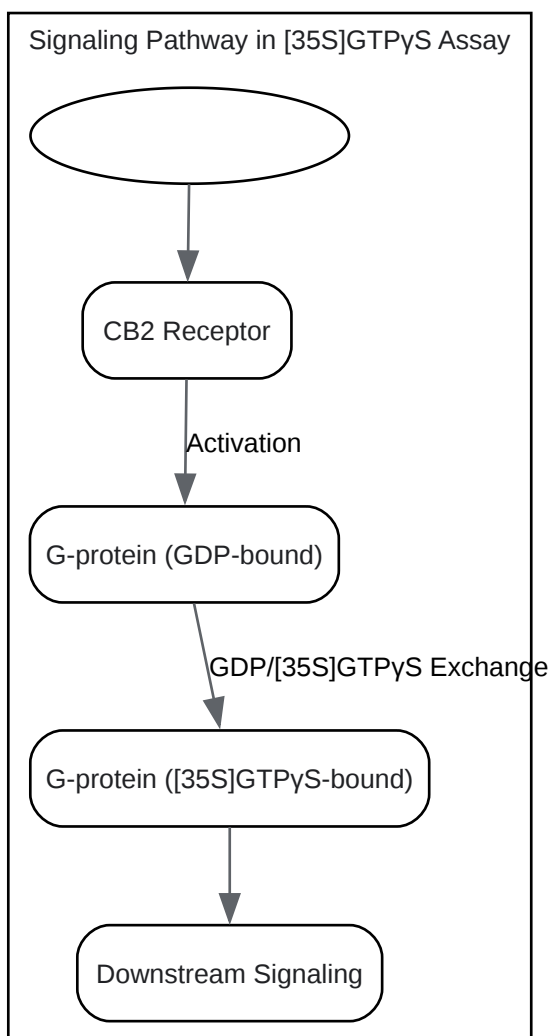 Signaling Pathway in [35S]GTPγS Assay
CB2 Receptor
Activation
G-protein (GDP-bound)
GDP/[35S]GTPγS Exchange
G-protein ([35S]GTPγS-bound)
Downstream Signaling